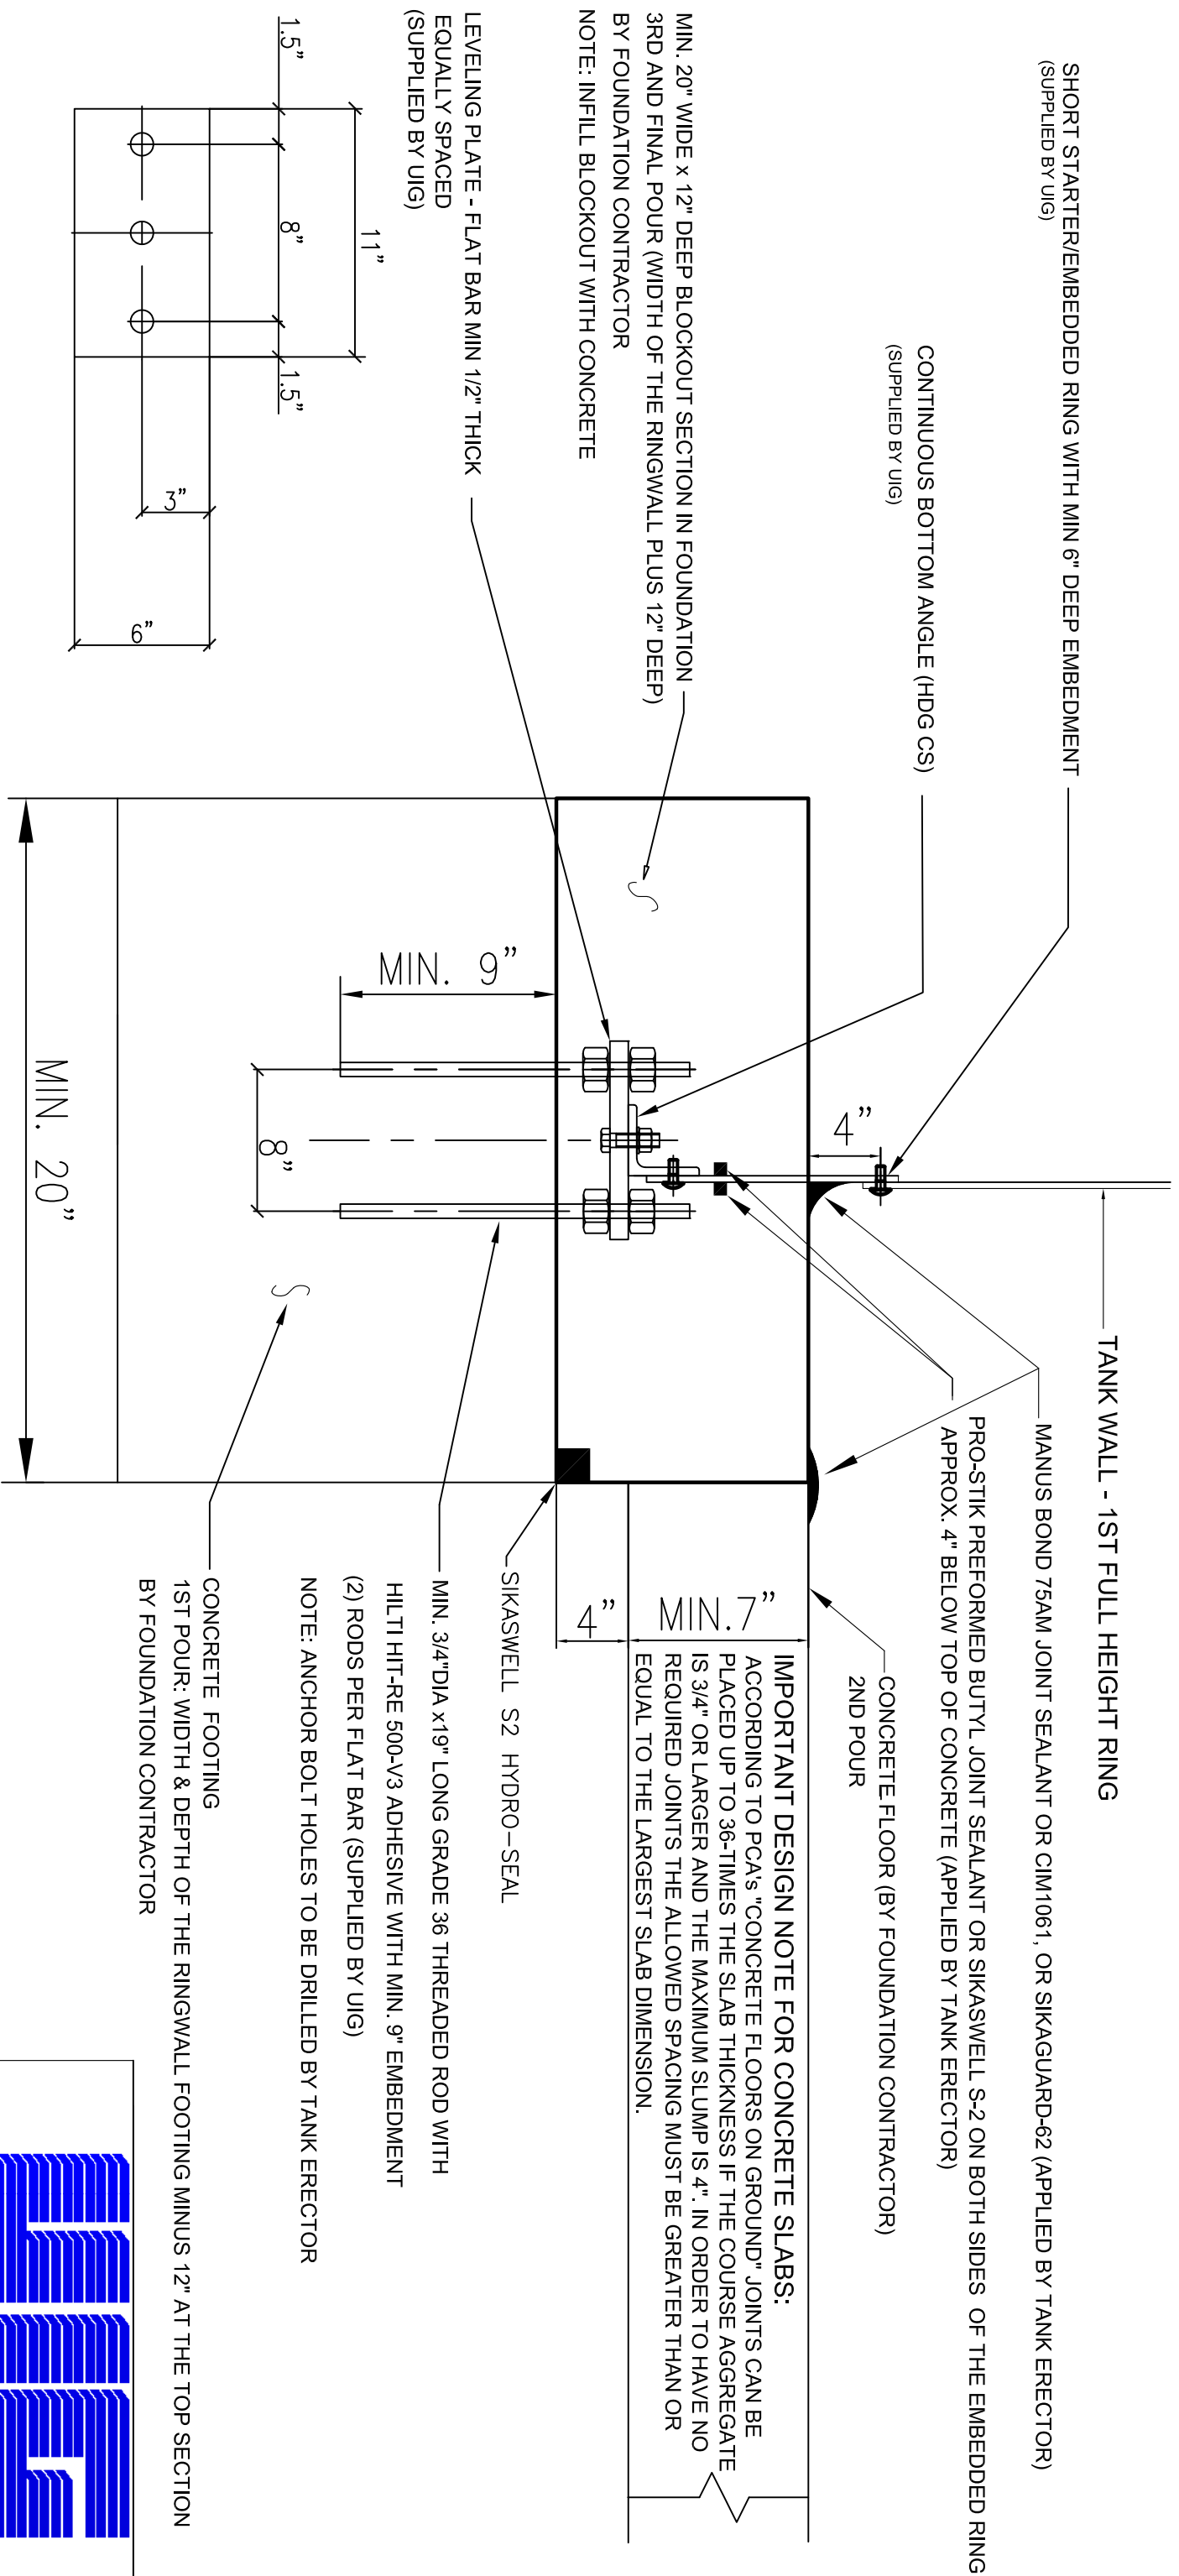 SHORT STARTER/EMBEDDED RING WITH MIN 6" DEEP EMBEDMENT
(SUPPLIED BY UIG)
CONTINUOUS BOTTOM ANGLE (HDG CS)
(SUPPLIED BY UIG)
MIN. 20" WIDE x 12" DEEP BLOCKOUT SECTION IN FOUNDATION
3RD AND FINAL POUR (WIDTH OF THE RINGWALL PLUS 12" DEEP)
BY FOUNDATION CONTRACTOR
NOTE: INFILL BLOCKOUT WITH CONCRETE
LEVELING PLATE - FLAT BAR MIN 1/2" THICK
EQUALLY SPACED
(SUPPLIED BY UIG)
11"
1.5"
8"
1.5"
3"
6"
4"
MIN. 9"
8"
MIN. 20"
TANK WALL - 1ST FULL HEIGHT RING
MANUS BOND 75AM JOINT SEALANT OR CIM1061, OR SIKAGUARD-62 (APPLIED BY TANK ERECTOR)
PRO-STIK PREFORMED BUTYL JOINT SEALANT OR SIKASWELL S-2 ON BOTH SIDES OF THE EMBEDDED RING
APPROX. 4" BELOW TOP OF CONCRETE (APPLIED BY TANK ERECTOR)
CONCRETE FLOOR (BY FOUNDATION CONTRACTOR)
2ND POUR
MIN.7"
4"
IMPORTANT DESIGN NOTE FOR CONCRETE SLABS:
ACCORDING TO PCA's "CONCRETE FLOORS ON GROUND" JOINTS CAN BE
PLACED UP TO 36-TIMES THE SLAB THICKNESS IF THE COURSE AGGREGATE
IS 3/4" OR LARGER AND THE MAXIMUM SLUMP IS 4". IN ORDER TO HAVE NO
REQUIRED JOINTS THE ALLOWED SPACING MUST BE GREATER THAN OR
EQUAL TO THE LARGEST SLAB DIMENSION.
SIKASWELL S2 HYDRO-SEAL
MIN. 3/4"DIA x19" LONG GRADE 36 THREADED ROD WITH
HILTI HIT-RE 500-V3 ADHESIVE WITH MIN. 9" EMBEDMENT
(2) RODS PER FLAT BAR (SUPPLIED BY UIG)
NOTE: ANCHOR BOLT HOLES TO BE DRILLED BY TANK ERECTOR
CONCRETE FOOTING
1ST POUR: WIDTH & DEPTH OF THE RINGWALL FOOTING MINUS 12" AT THE TOP SECTION
BY FOUNDATION CONTRACTOR